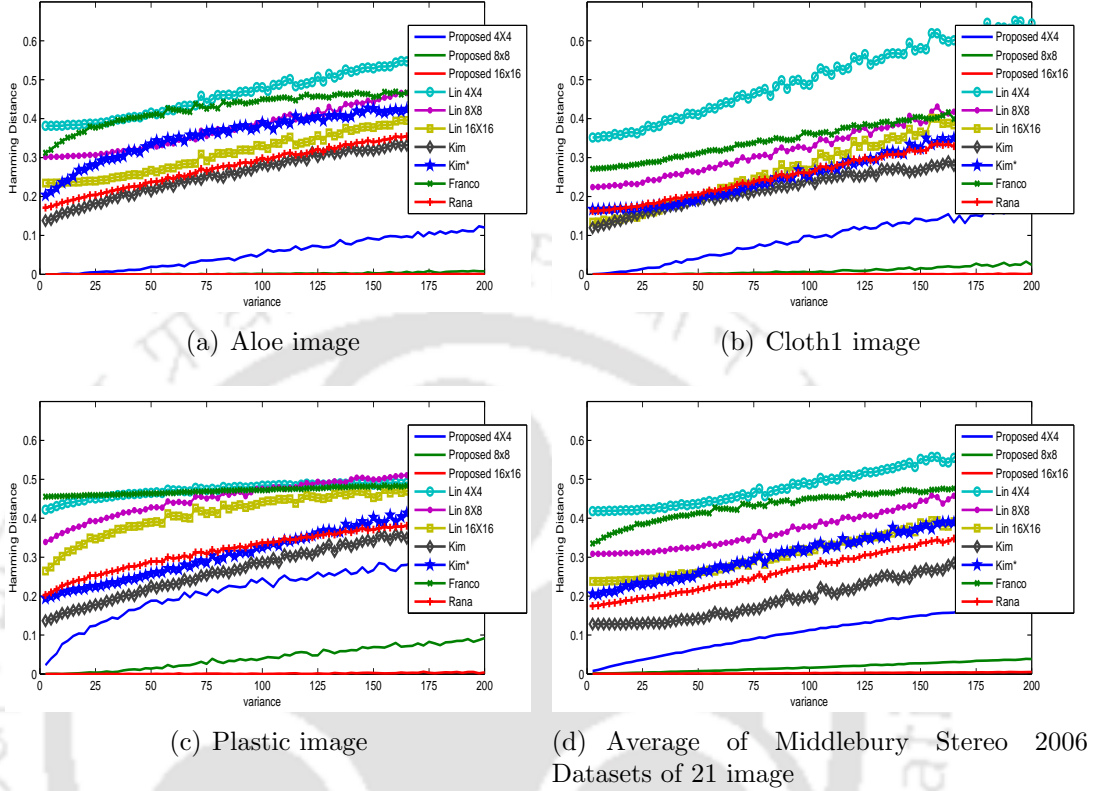 0.6
0.5
0.4
0.3
0.2
0.1
0
Hamming Distance
0 25 50 75 100 125 150 175 200
variance
Proposed 4X4
Proposed 8x8
Proposed 16x16
Lin 4X4
Lin 8X8
Lin 16X16
Kim
Kim*
Franco
Rana
(a) Aloe image
0.6
0.5
0.4
0.3
0.2
0.1
0
Hamming Distance
0 25 50 75 100 125 150 175 200
variance
Proposed 4X4
Proposed 8x8
Proposed 16x16
Lin 4X4
Lin 8X8
Lin 16X16
Kim
Kim*
Franco
Rana
(b) Cloth1 image
0.6
0.5
0.4
0.3
0.2
0.1
0
Hamming Distance
0 25 50 75 100 125 150 175 200
variance
Proposed 4X4
Proposed 8x8
Proposed 16x16
Lin 4X4
Lin 8X8
Lin 16X16
Kim
Kim*
Franco
Rana
(c) Plastic image
0.6
0.5
0.4
0.3
0.2
0.1
0
Hamming Distance
0 25 50 75 100 125 150 175 200
variance
Proposed 4X4
Proposed 8x8
Proposed 16x16
Lin 4X4
Lin 8X8
Lin 16X16
Kim
Kim*
Franco
Rana
(d) Average of Middlebury Stereo 2006
Datasets of 21 image